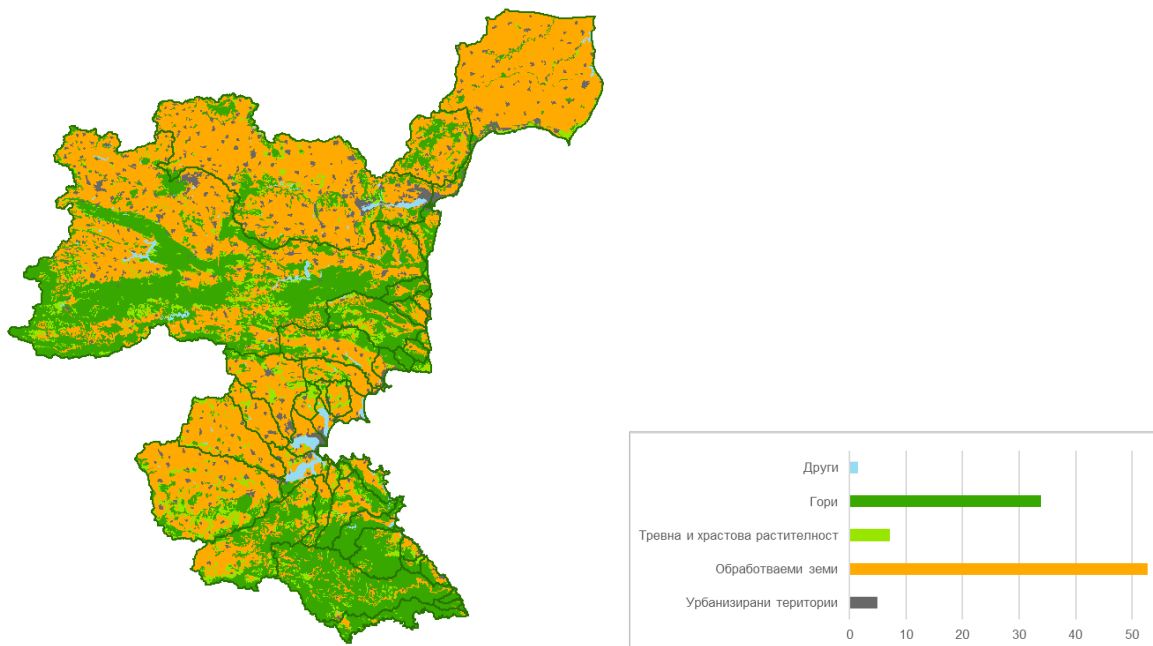 Други
Гори
Тревна и храстова растителност
Обработваеми земи
Урбанизирани територии
0 10 20 30 40 50